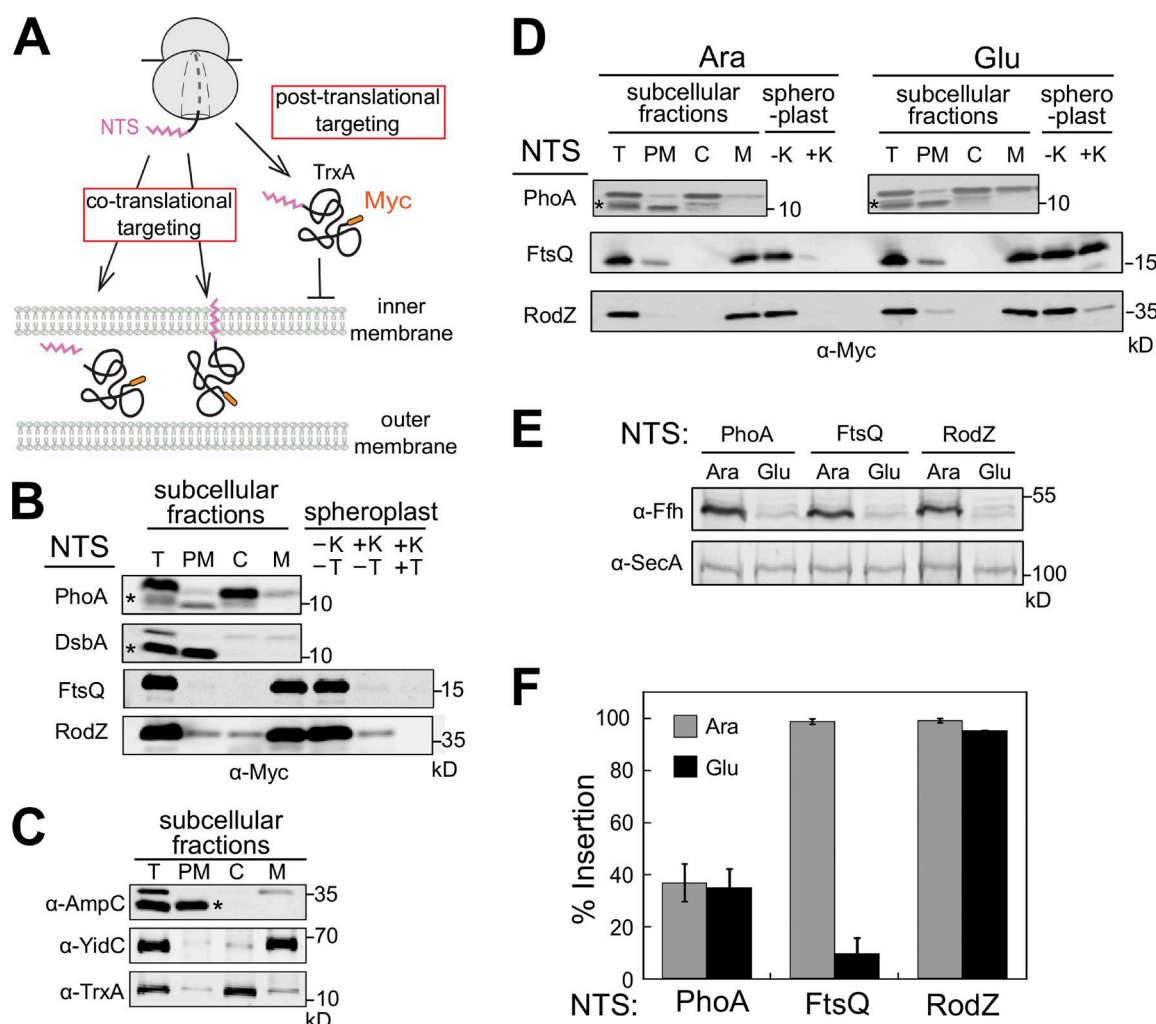 A
post-translational
targeting
NTS
co-translational
targeting
TrxA
Myc
inner
membrane
outer
membrane
B
subcellular
fractions
spheroplast
NTS
T PM C M
–K +K +K
–T –T +T
PhoA
*
10
DsbA
*
10
FtsQ
15
RodZ
35
α-Myc
kD
C
subcellular
fractions
T PM C M
α-AmpC
*
35
α-YidC
70
α-TrxA
10
kD
D
Ara Glu
subcellular
fractions
sphero
-plast
subcellular
fractions
sphero
-plast
NTS
T PM C M -K +K T PM C M -K +K
PhoA
*
10
*
10
FtsQ
–15
RodZ
–35
α-Myc
kD
E
NTS: PhoA FtsQ RodZ
Ara Glu Ara Glu Ara Glu
α-Ffh
55
α-SecA
100
kD
F
100
80
60
40
20
0
% Insertion
Ara
Glu
NTS: PhoA FtsQ RodZ